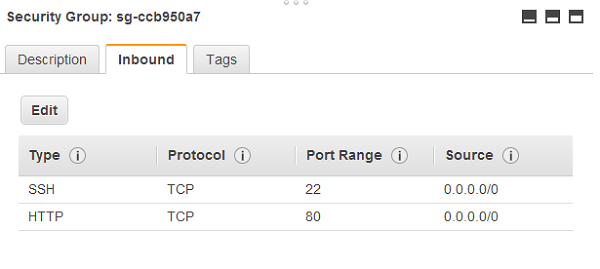 Security Group: sg-ccb950a7
Description Inbound Tags
Edit
Type i Protocol i Port Range i Source i
SSH TCP 22 0.0.0.0/0
HTTP TCP 80 0.0.0.0/0